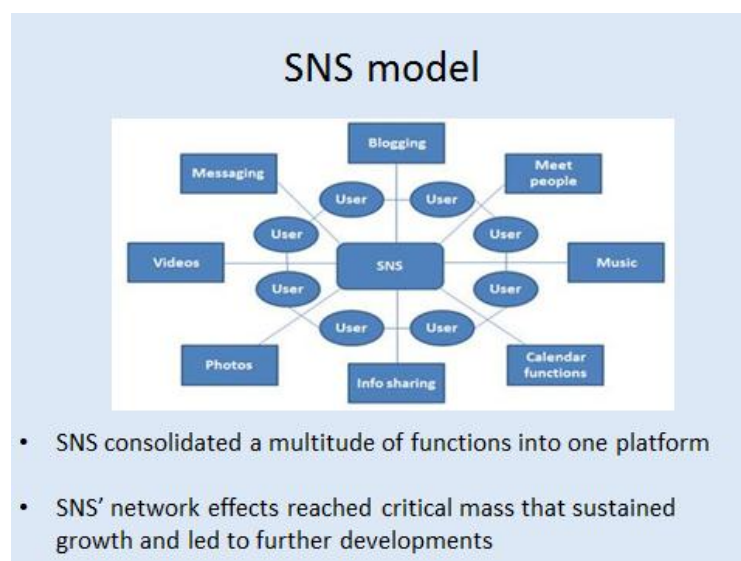 SNS model
Blogging
Messaging
Meet
people
User
User
User
User
Videos
SNS
Music
User
User
User
User
Photos
Info sharing
Calendar
functions
• SNS consolidated a multitude of functions into one platform
• SNS' network effects reached critical mass that sustained
growth and led to further developments